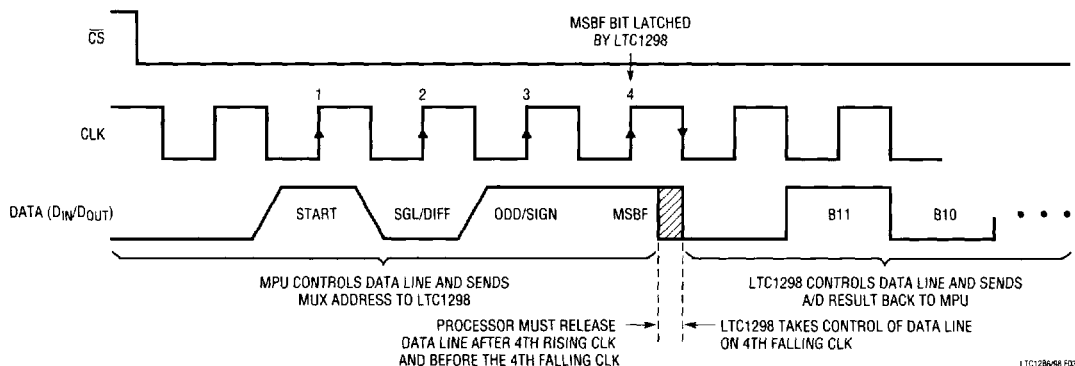 MSBF BIT LATCHED
BY LTC1298
CS
1 2 3 4
CLK
DATA (DIN/DOUT)
START SGL/DIFF ODD/SIGN MSBF B11 B10 • • •
MPU CONTROLS DATA LINE AND SENDS
MUX ADDRESS TO LTC1298
LTC1298 CONTROLS DATA LINE AND SENDS
A/D RESULT BACK TO MPU
PROCESSOR MUST RELEASE
DATA LINE AFTER 4TH RISING CLK
AND BEFORE THE 4TH FALLING CLK
LTC1298 TAKES CONTROL OF DATA LINE
ON 4TH FALLING CLK